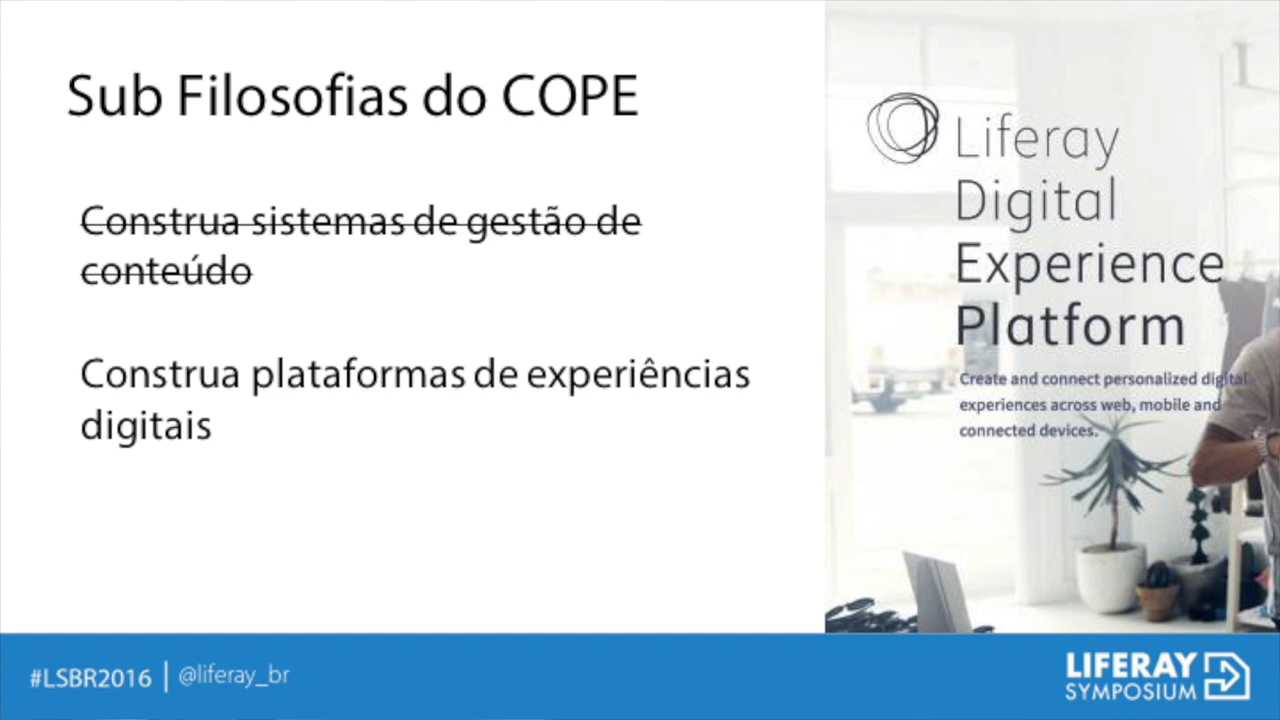 Sub Filosofias do COPE
Construa sistemas de gestão de
conteúdo
Construa plataformas de experiências
digitais
Liferay
Digital
Experience
Platform
Create and connect personalized digital
experiences across web, mobile and
connected devices.
#LSBR2016 | @liferay_br
LIFERAY
SYMPOSIUM